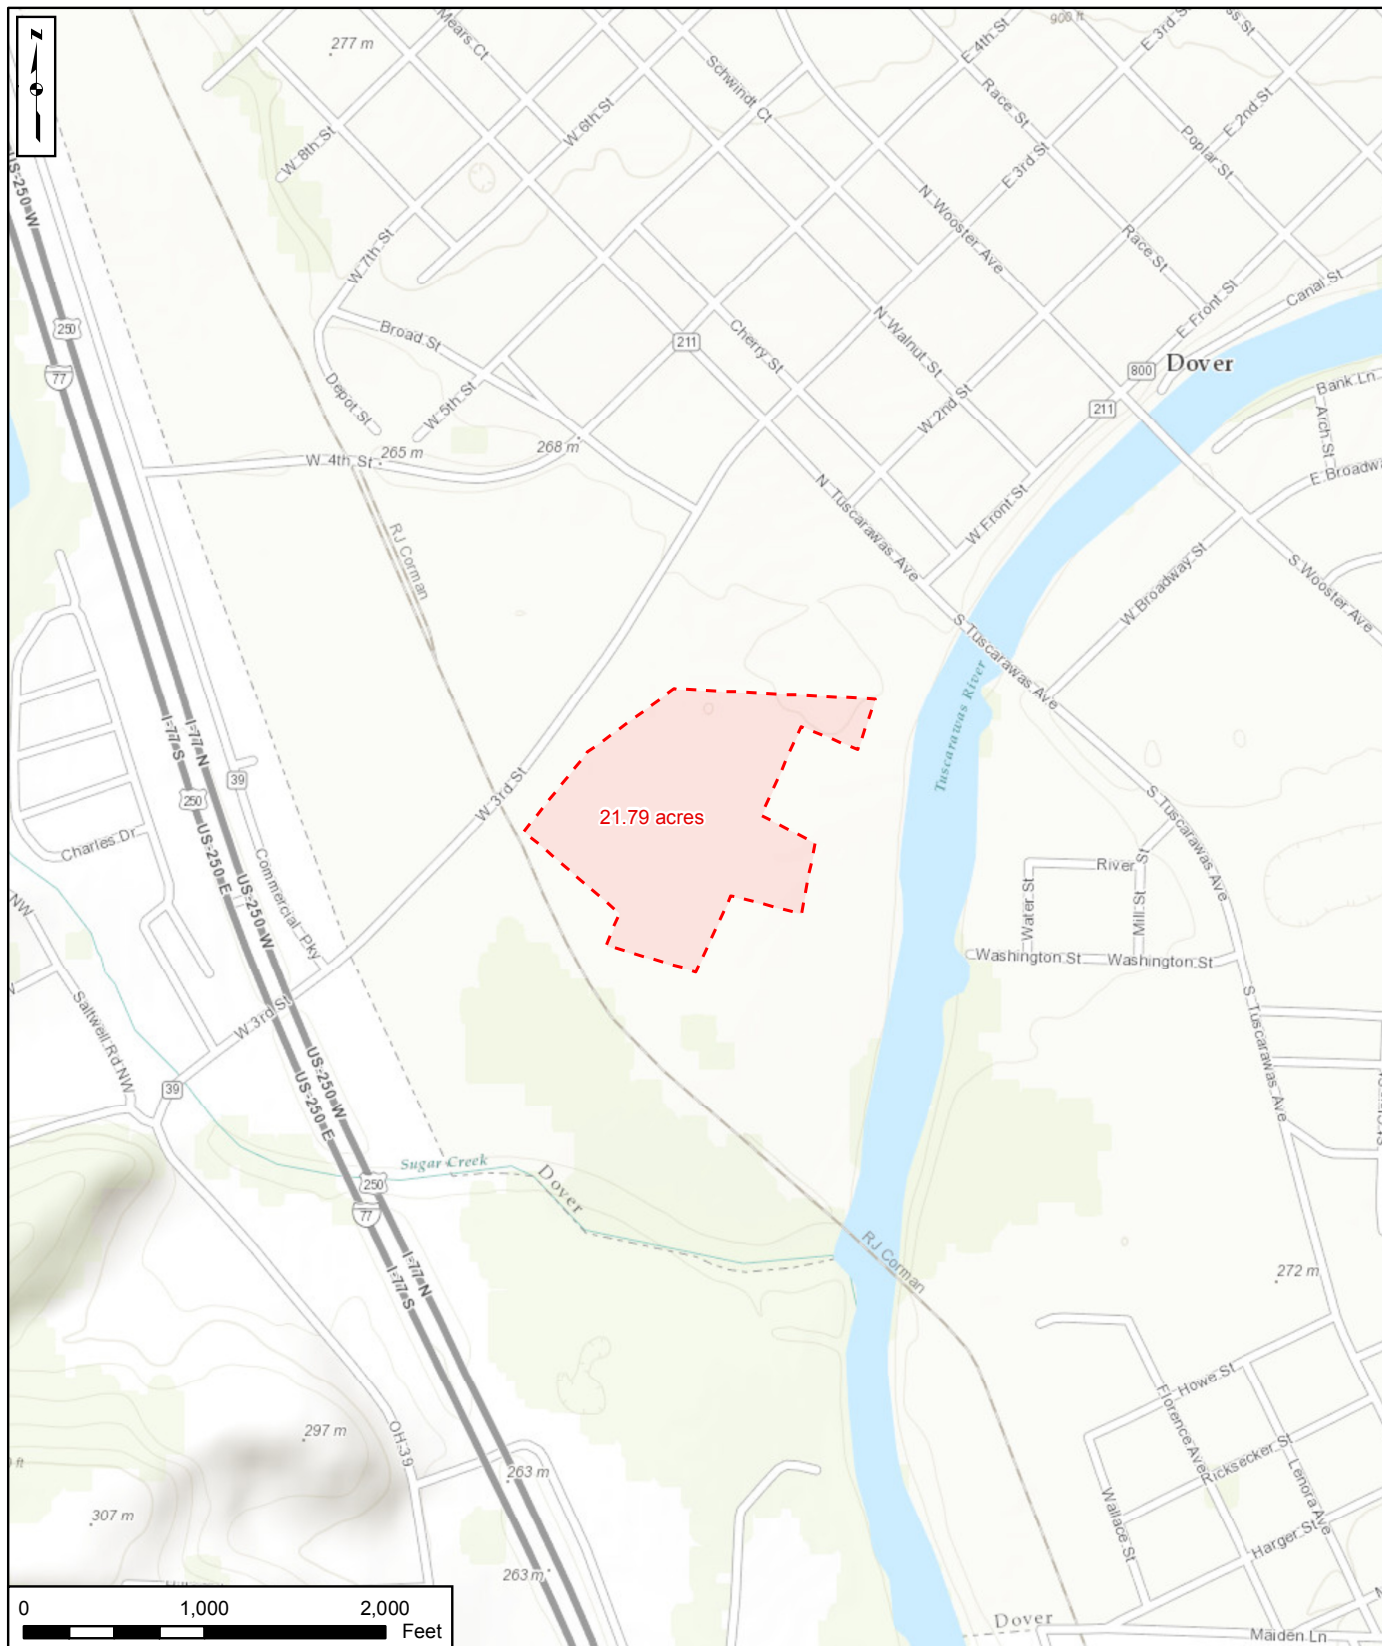 N
900 ft
277 m
Mears Ct
Schwindt Ct
E 4th St
E 3rd St
W 8th St
W 6th St
Race St
E 2nd St
Poplar St
US-250 W
E 3rd St
N Wooster Ave
Race St
W 7th St
Canal St
E Front St
250
Broad St
211
Cherry St
N Walnut St
77
800
Dover
Depot St
W 5th St
W 2nd St
211
Bank Ln
Arch St
268 m
265 m
W 4th St
E Broadway
N Tuscarawas Ave
W Front St
RJ Corman
S Wooster Ave
W Broadway St
S Tuscarawas Ave
Tuscarawas River
I-77 N
I-77 S
39
250
W 3rd St
21.79 acres
S Tuscarawas Ave
Charles Dr
US-250 E
US-250 W
Commercial Pky
River St
Water St
Mill St
NW
Washington St
Washington St
W 3rd St
Saltwell Rd NW
S Tuscarawas Ave
39
US-250 W
US-250 E
Sugar Creek
Dover
250
77
RJ Corman
I-77 N
I-77 S
272 m
Howe St
Florence Ave
OH-39
297 m
ft
263 m
Ricksecker St
Lenora Ave
Wallace St
307 m
Harger St
263 m
Dover
Maiden Ln
0 1,000 2,000
Feet